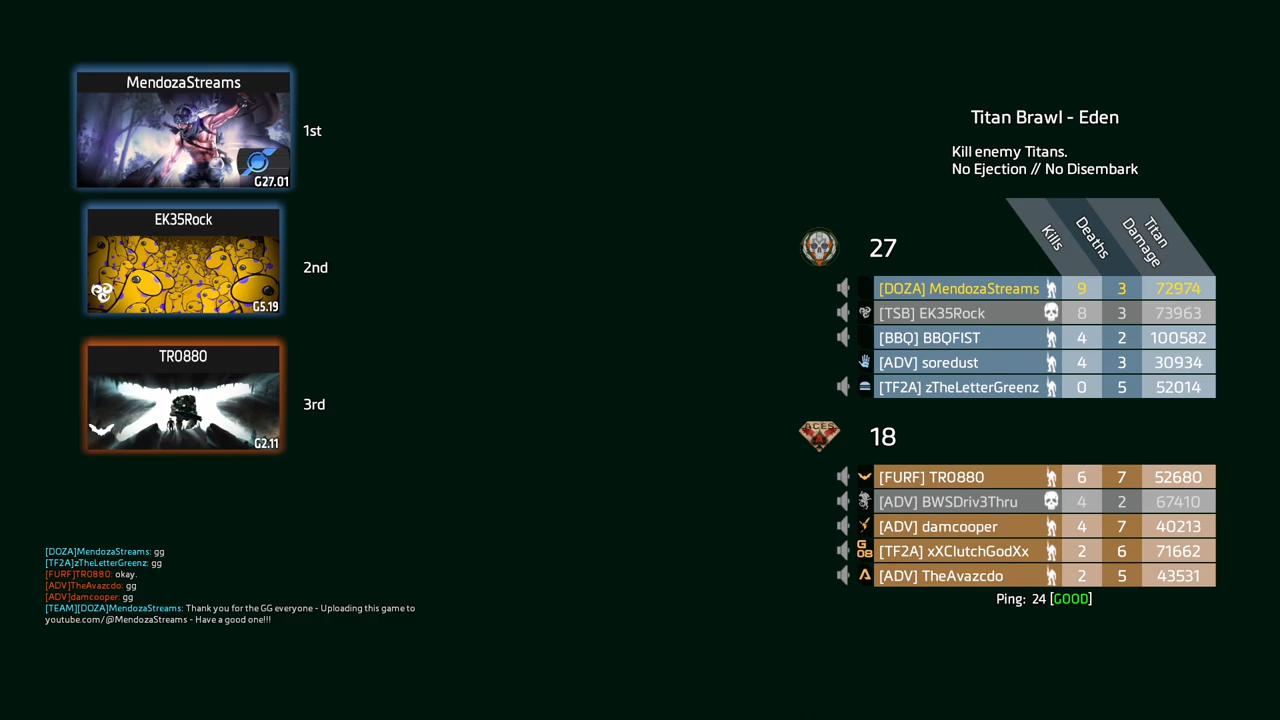 MendozaStreams
G27.01
1st
EK35Rock
G5.19
2nd
TR0880
G2.11
3rd
Titan Brawl - Eden
Kill enemy Titans.
No Ejection // No Disembark
Kills Deaths Titan Damage
27
[DOZA] MendozaStreams 9 3 72974
[TSB] EK35Rock 8 3 73963
[BBQ] BBQFIST 4 2 100582
[ADV] soredust 4 3 30934
[TF2A] zTheLetterGreenz 0 5 52014
ACES
A
18
[FURF] TR0880 6 7 52680
[ADV] BWSDriv3Thru 4 2 67410
[ADV] damcooper 4 7 40213
G08 [TF2A] xXClutchGodXx 2 6 71662
[ADV] TheAvazcdo 2 5 43531
Ping: 24 [GOOD]
[DOZA]MendozaStreams: gg
[TF2A]zTheLetterGreenz: gg
[FURF]TR0880: okay.
[ADV]TheAvazcdo: gg
[ADV]damcooper: gg
[TEAM][DOZA]MendozaStreams: Thank you for the GG everyone - Uploading this game to
youtube.com/@MendozaStreams - Have a good one!!!